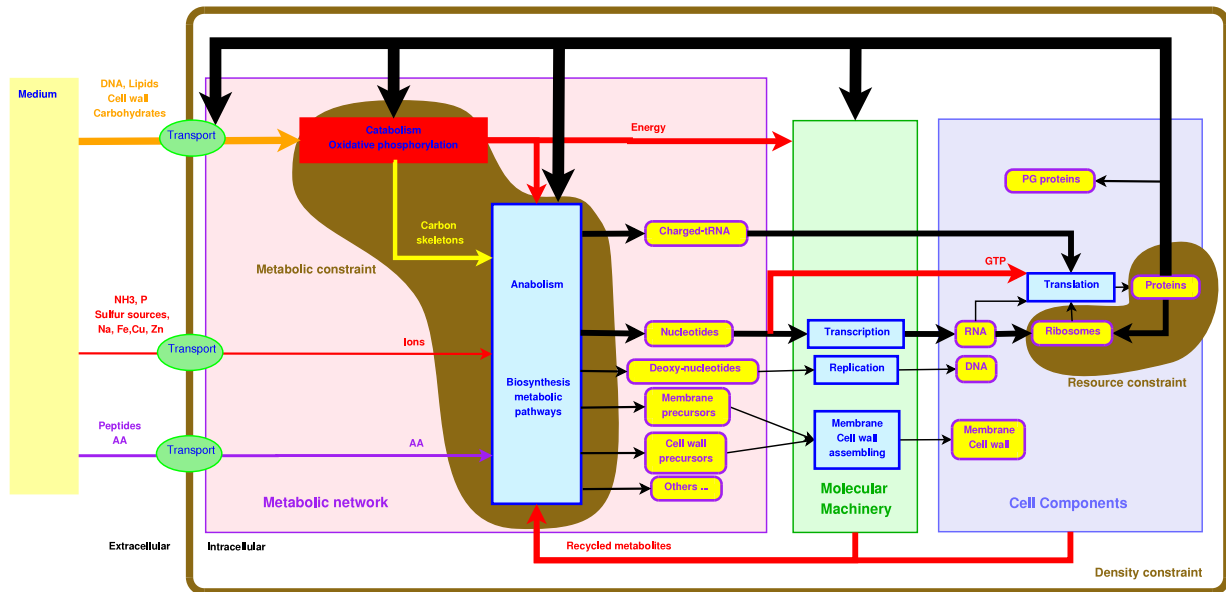 Medium
DNA, Lipids
Cell wall
Carbohydrates
Transport
Catabolism
Oxidative phosphorylation
Energy
PG proteins
Carbon
skeletons
Charged-tRNA
Metabolic constraint
GTP
Translation
Proteins
Anabolism
NH3, P
Sulfur sources,
Na, Fe,Cu, Zn
Transport
Ions
Nucleotides
Transcription
RNA
Ribosomes
Deoxy-nucleotides
Replication
DNA
Resource constraint
Biosynthesis
metabolic
pathways
Membrane
precursors
Peptides
AA
Transport
AA
Cell wall
precursors
Membrane
Cell wall
assembling
Membrane
Cell wall
Others ...
Metabolic network
Molecular
Machinery
Cell Components
Extracellular
Intracellular
Recycled metabolites
Density constraint